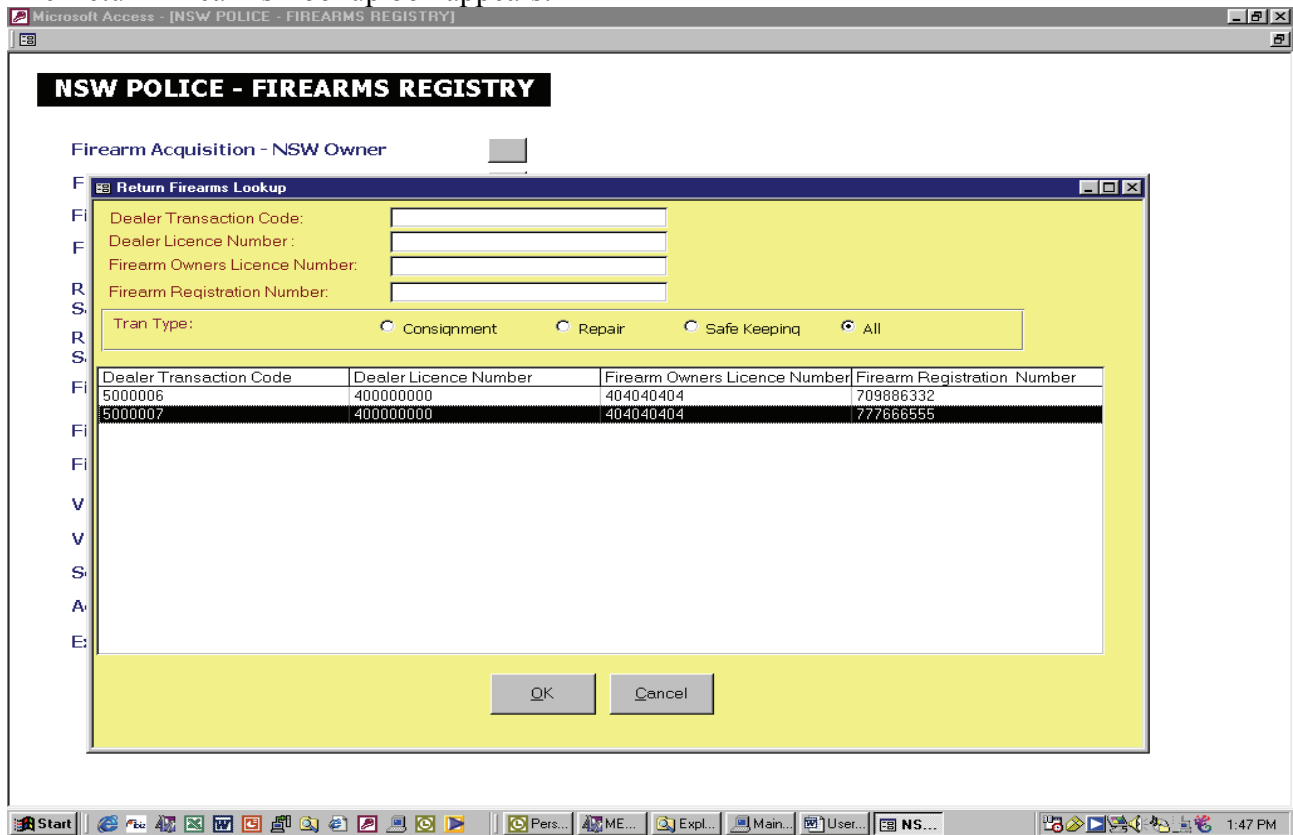 Microsoft Access - [NSW POLICE - FIREARMS REGISTRY]
NSW POLICE - FIREARMS REGISTRY
Firearm Acquisition - NSW Owner
Return Firearms Lookup
Dealer Transaction Code:
Dealer Licence Number :
Firearm Owners Licence Number:
Firearm Registration Number:
Tran Type: Consignment Repair Safe Keeping All
Dealer Transaction Code Dealer Licence Number Firearm Owners Licence Number Firearm Registration Number
5000006 400000000 404040404 709886332
5000007 400000000 404040404 777666555
OK Cancel
Start Pers... ME... Expl... Main... User... NS... 1:47 PM